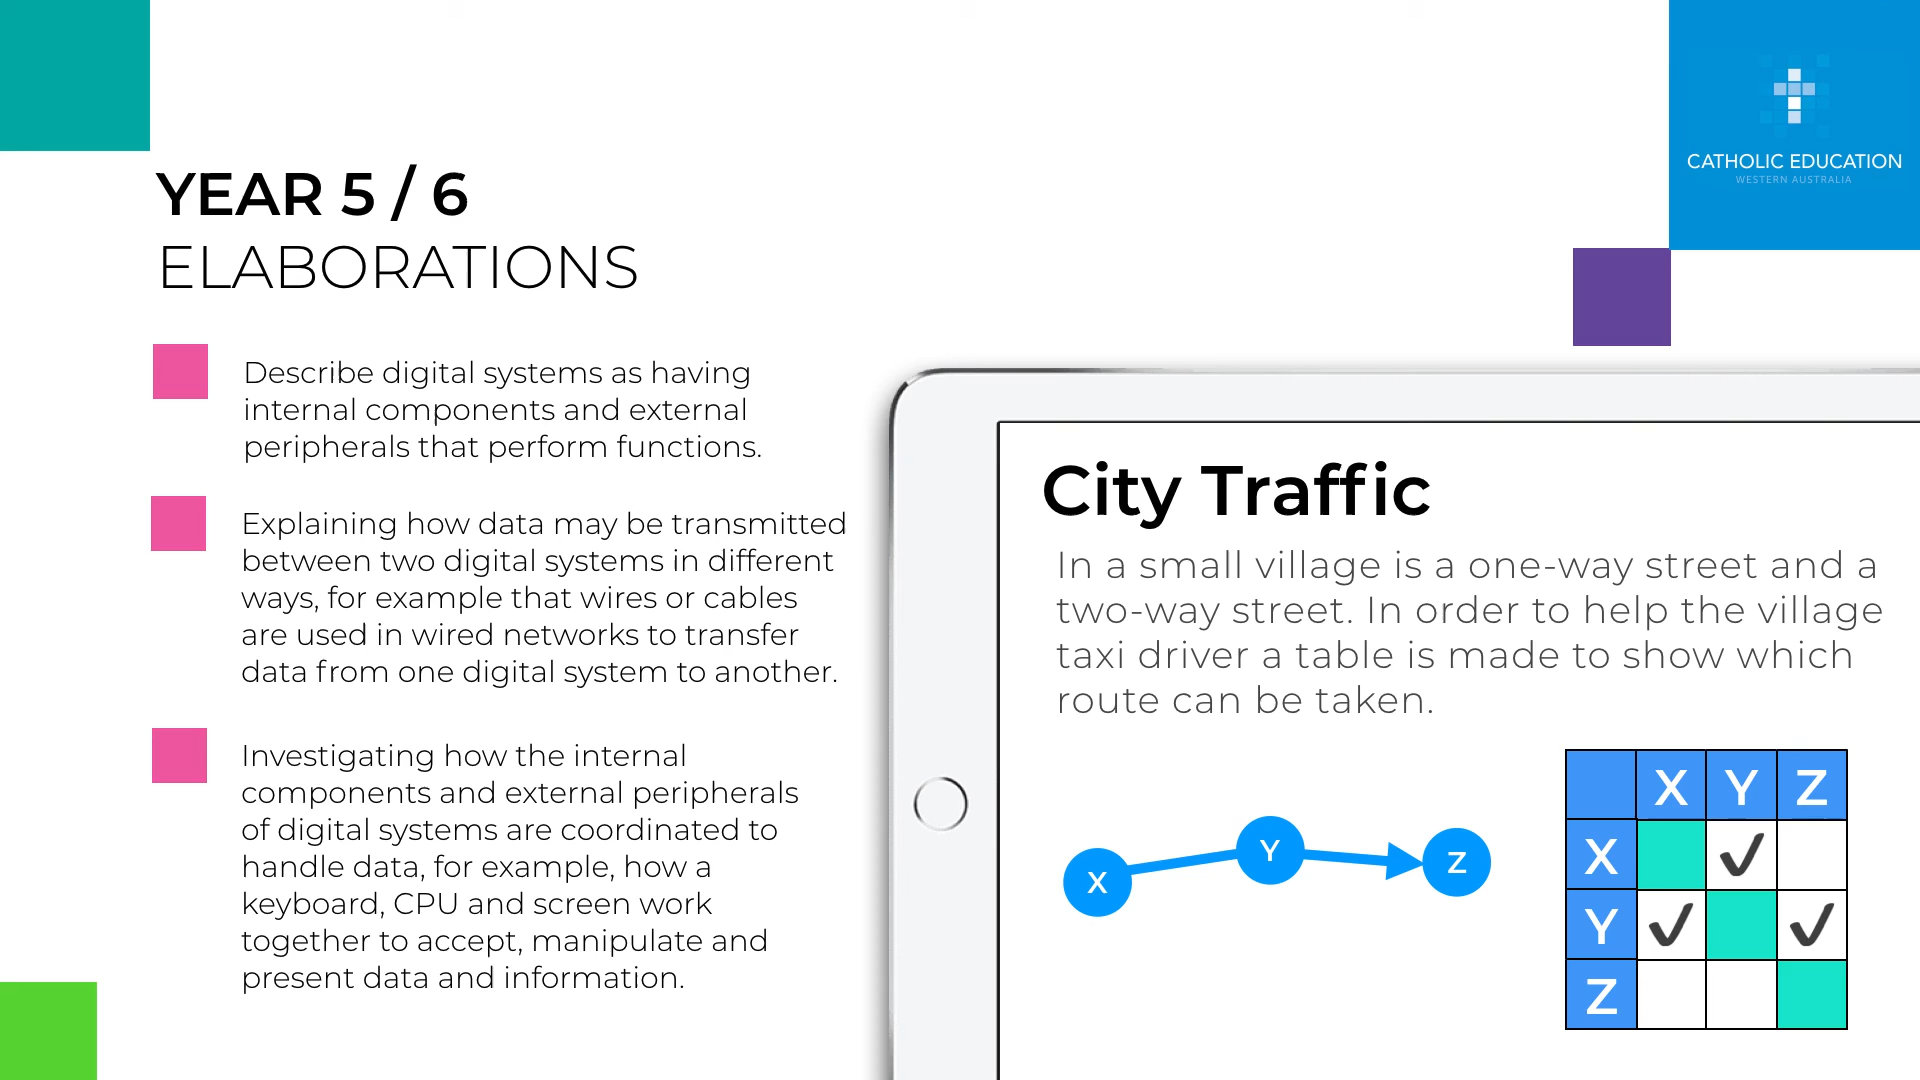 CATHOLIC EDUCATION
WESTERN AUSTRALIA
YEAR 5 / 6
ELABORATIONS
Describe digital systems as having
internal components and external
peripherals that perform functions.
Explaining how data may be transmitted
between two digital systems in different
ways, for example that wires or cables
are used in wired networks to transfer
data from one digital system to another.
Investigating how the internal
components and external peripherals
of digital systems are coordinated to
handle data, for example, how a
keyboard, CPU and screen work
together to accept, manipulate and
present data and information.
City Traffic
In a small village is a one-way street and a
two-way street. In order to help the village
taxi driver a table is made to show which
route can be taken.
X Y Z
X Y Z
X ✓
Y ✓ ✓
Z